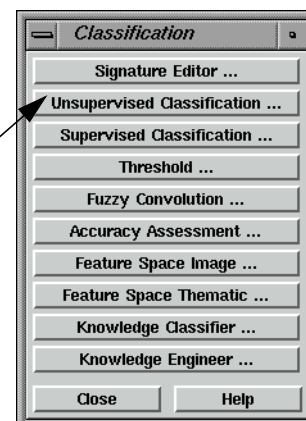 Classification
Signature Editor ...
Unsupervised Classification ...
Supervised Classification ...
Threshold ...
Fuzzy Convolution ...
Accuracy Assessment ...
Feature Space Image ...
Feature Space Thematic ...
Knowledge Classifier ...
Knowledge Engineer ...
Close Help